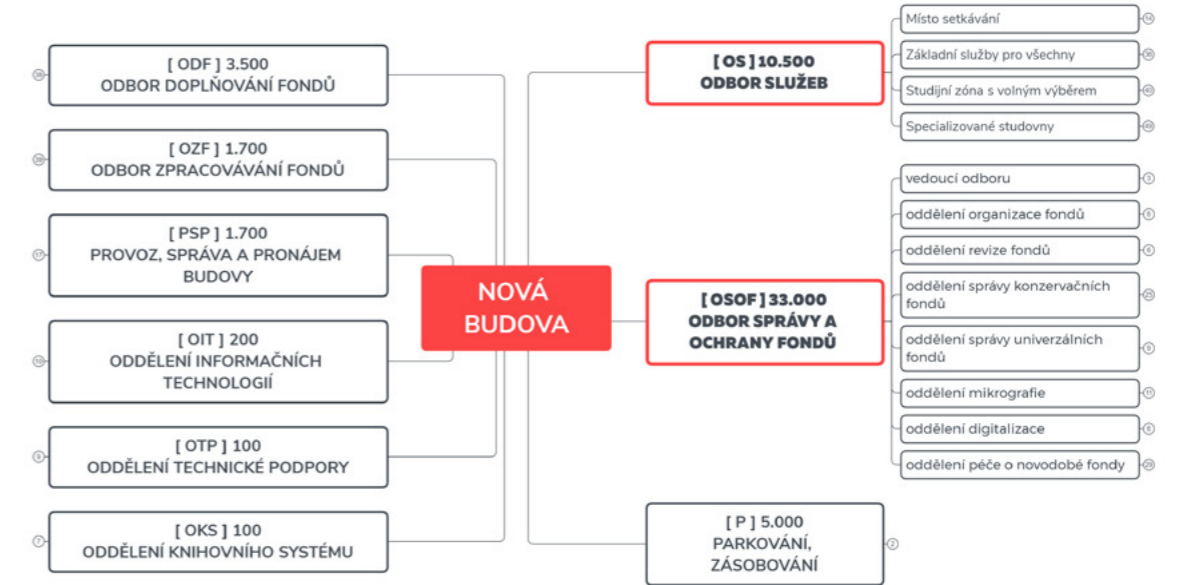 [ ODF ] 3.500
ODBOR DOPLŇOVÁNÍ FONDŮ
[ OZF ] 1.700
ODBOR ZPRACOVÁVÁNÍ FONDŮ
[ PSP ] 1.700
PROVOZ, SPRÁVA A PRONÁJEM
BUDOVY
[ OIT ] 200
ODDĚLENÍ INFORMAČNÍCH
TECHNOLOGIÍ
[ OTP ] 100
ODDĚLENÍ TECHNICKÉ PODPORY
[ OKS ] 100
ODDĚLENÍ KNIHOVNÍHO SYSTÉMU
NOVÁ
BUDOVA
[ OS ] 10.500
ODBOR SLUŽEB
Místo setkávání
Základní služby pro všechny
Studijní zóna s volným výběrem
Specializované studovny
[ OSOF ] 33.000
ODBOR SPRÁVY A
OCHRANY FONDŮ
vedoucí odboru
oddělení organizace fondů
oddělení revize fondů
oddělení správy konzervačních
fondů
oddělení správy univerzálních
fondů
oddělení mikrografie
oddělení digitalizace
oddělení péče o novodobé fondy
[ P ] 5.000
PARKOVÁNÍ,
ZÁSOBOVÁNÍ
2